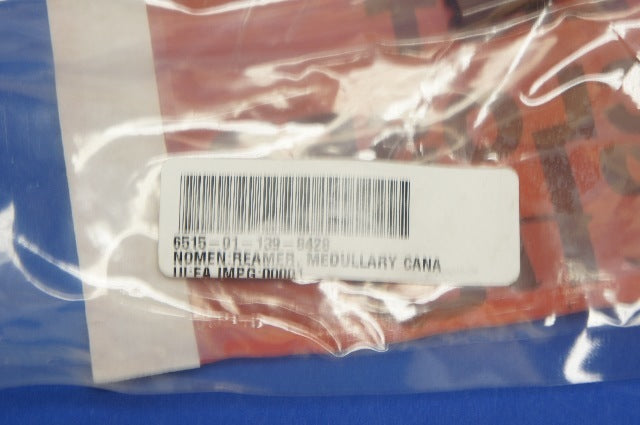 6515-01-139-8428
NOMEN:REAMER, MEDULLARY CANA
UI EA IMPG 00001